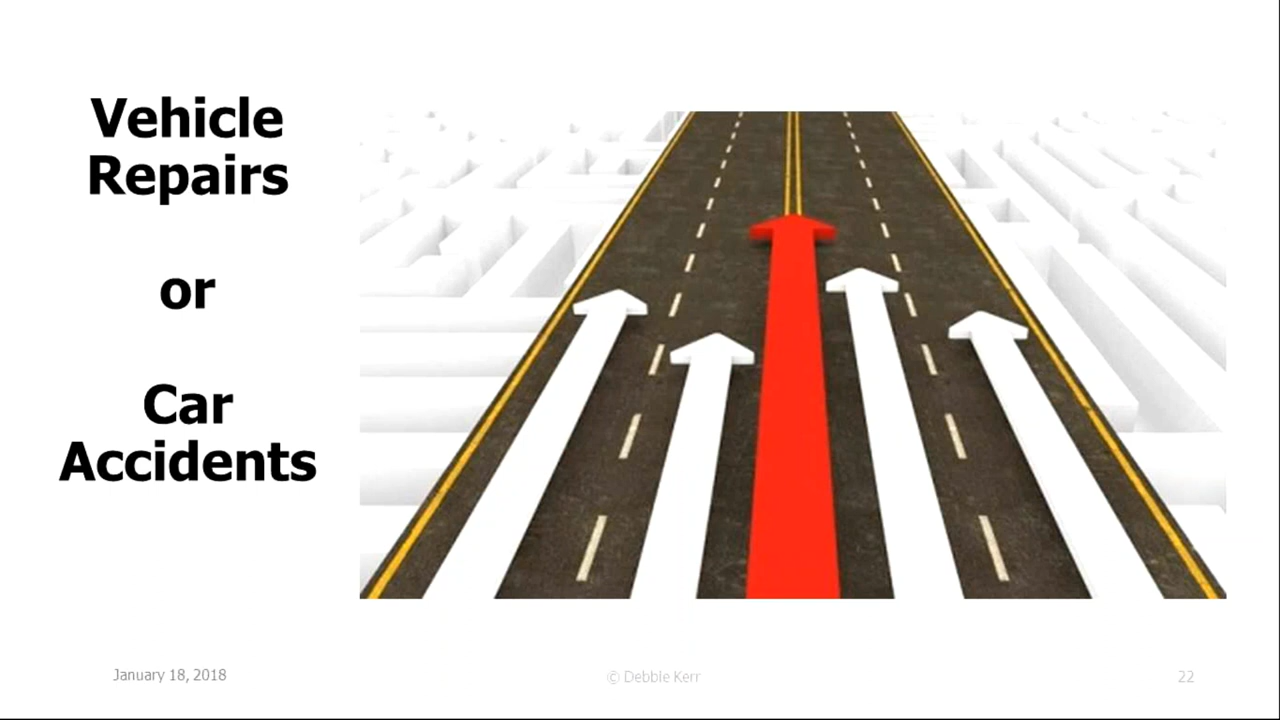 Vehicle
Repairs
or
Car
Accidents
January 18, 2018
© Debbie Kerr
22